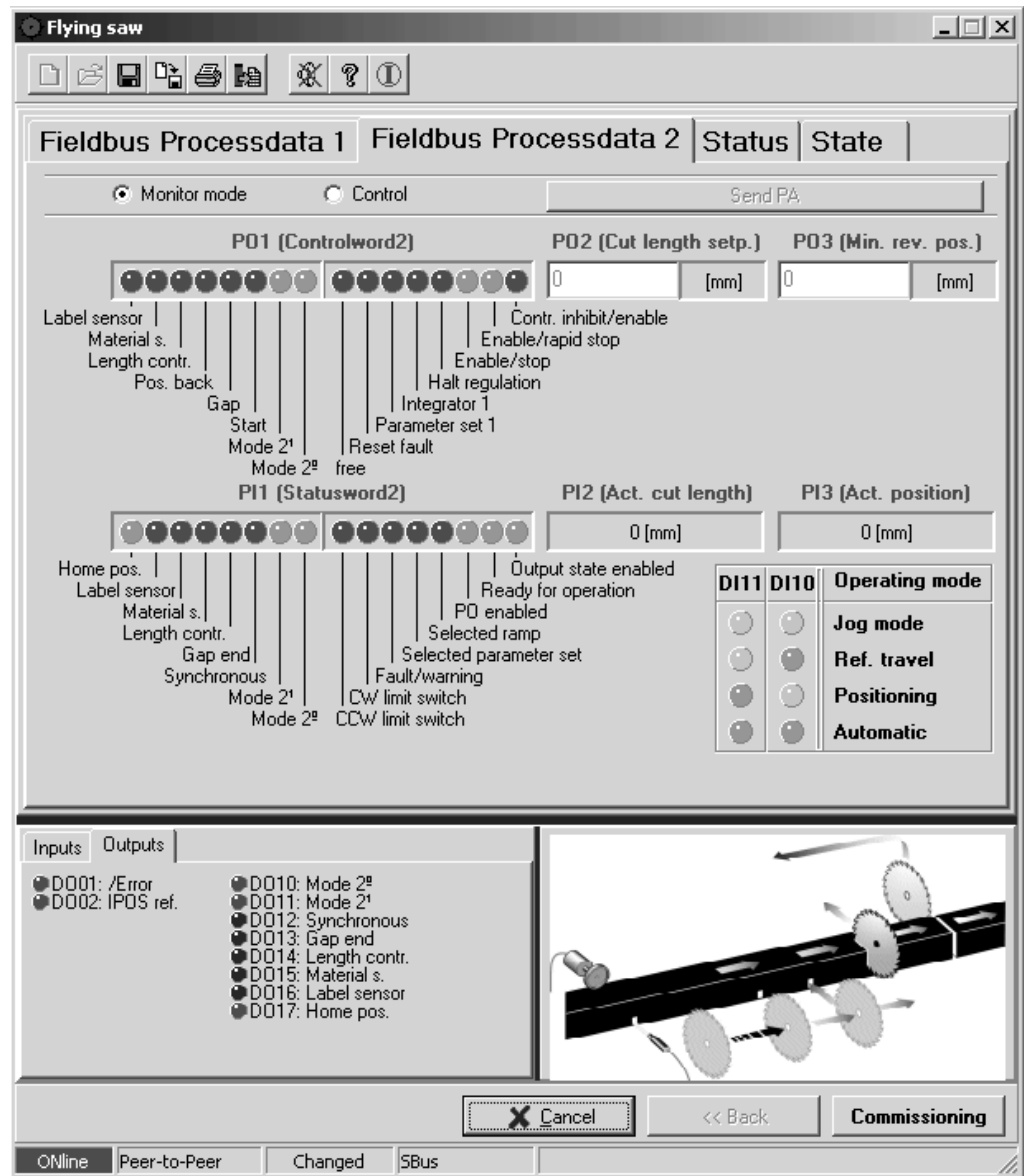 Flying saw
Fieldbus Processdata 1
Fieldbus Processdata 2
Status
State
Monitor mode
Control
Send PA
PO1 (Controlword2)
PO2 (Cut length setp.)
PO3 (Min. rev. pos.)
0
[mm]
0
[mm]
Label sensor
Contr. inhibit/enable
Material s.
Enable/rapid stop
Length contr.
Enable/stop
Pos. back
Halt regulation
Gap
Integrator 1
Start
Parameter set 1
Mode 2¹
Reset fault
Mode 2º
free
PI1 (Statusword2)
PI2 (Act. cut length)
PI3 (Act. position)
0 [mm]
0 [mm]
Home pos.
Output state enabled
Label sensor
Ready for operation
Material s.
PO enabled
Length contr.
Selected ramp
Gap end
Selected parameter set
Synchronous
Fault/warning
Mode 2¹
CW limit switch
Mode 2º
CCW limit switch
DI11
DI10
Operating mode
Jog mode
Ref. travel
Positioning
Automatic
Inputs
Outputs
DO01: /Error
DO02: IPOS ref.
DO10: Mode 2º
DO11: Mode 2¹
DO12: Synchronous
DO13: Gap end
DO14: Length contr.
DO15: Material s.
DO16: Label sensor
DO17: Home pos.
Cancel
<< Back
Commissioning
ONline
Peer-to-Peer
Changed
SBus